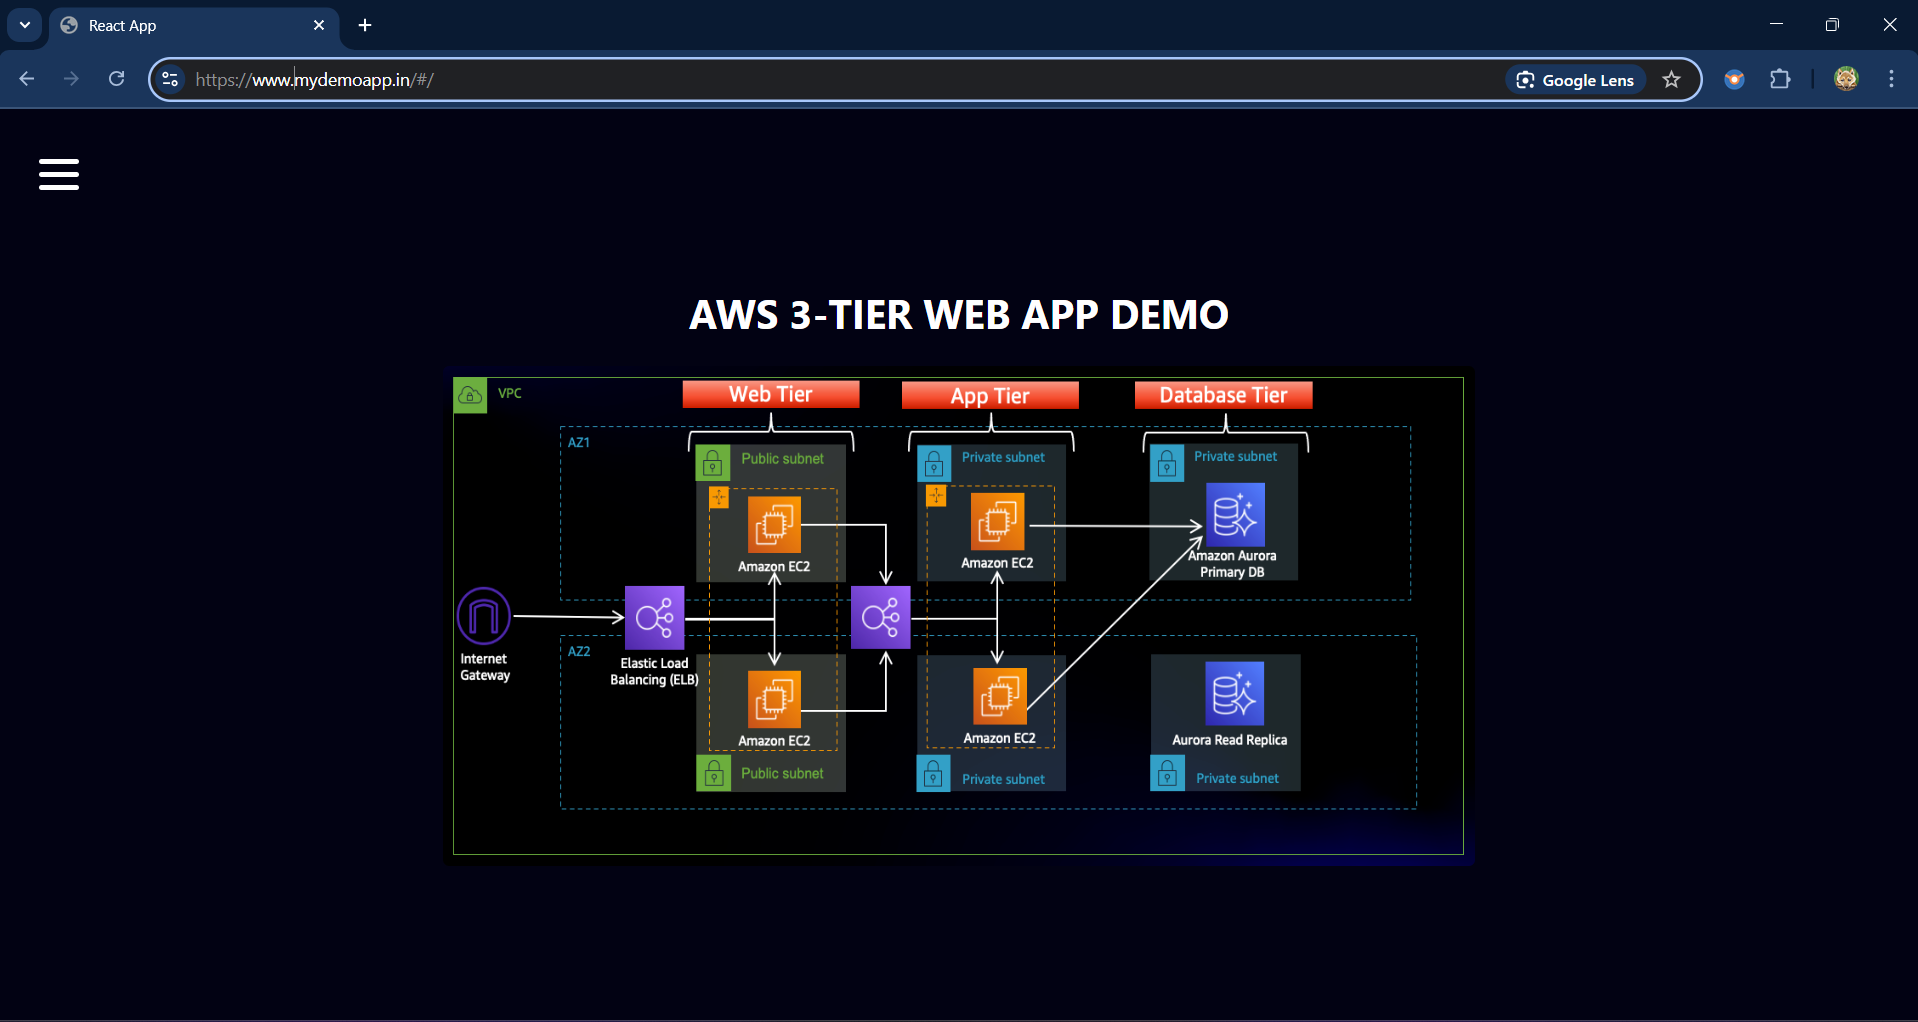 React App
https://www.mydemoapp.in/#/
Google Lens
AWS 3-TIER WEB APP DEMO
VPC
Web Tier
App Tier
Database Tier
AZ1
Public subnet
Private subnet
Private subnet
Amazon EC2
Amazon EC2
Amazon Aurora
Primary DB
Internet
Gateway
Elastic Load
Balancing (ELB)
AZ2
Amazon EC2
Amazon EC2
Aurora Read Replica
Public subnet
Private subnet
Private subnet